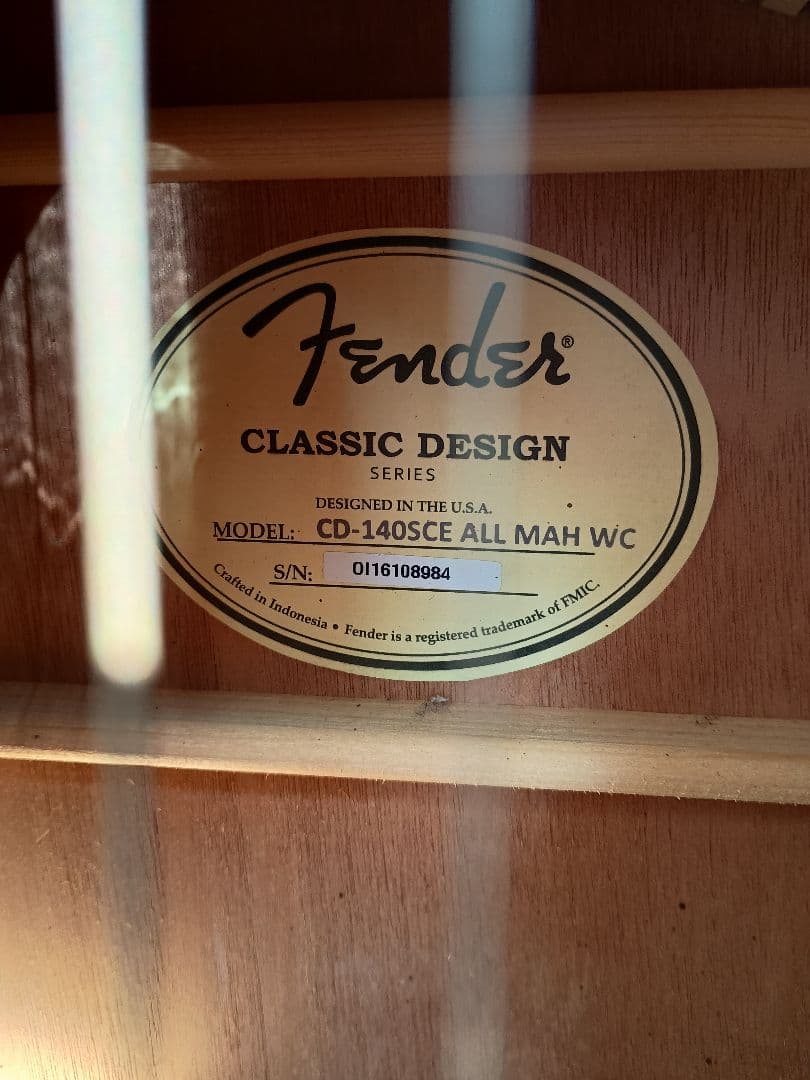 Fender®
CLASSIC DESIGN
SERIES
DESIGNED IN THE U.S.A.
MODEL: CD-140SCE ALL MAH WC
S/N: OI16108984
Crafted in Indonesia • Fender is a registered trademark of FMIC.